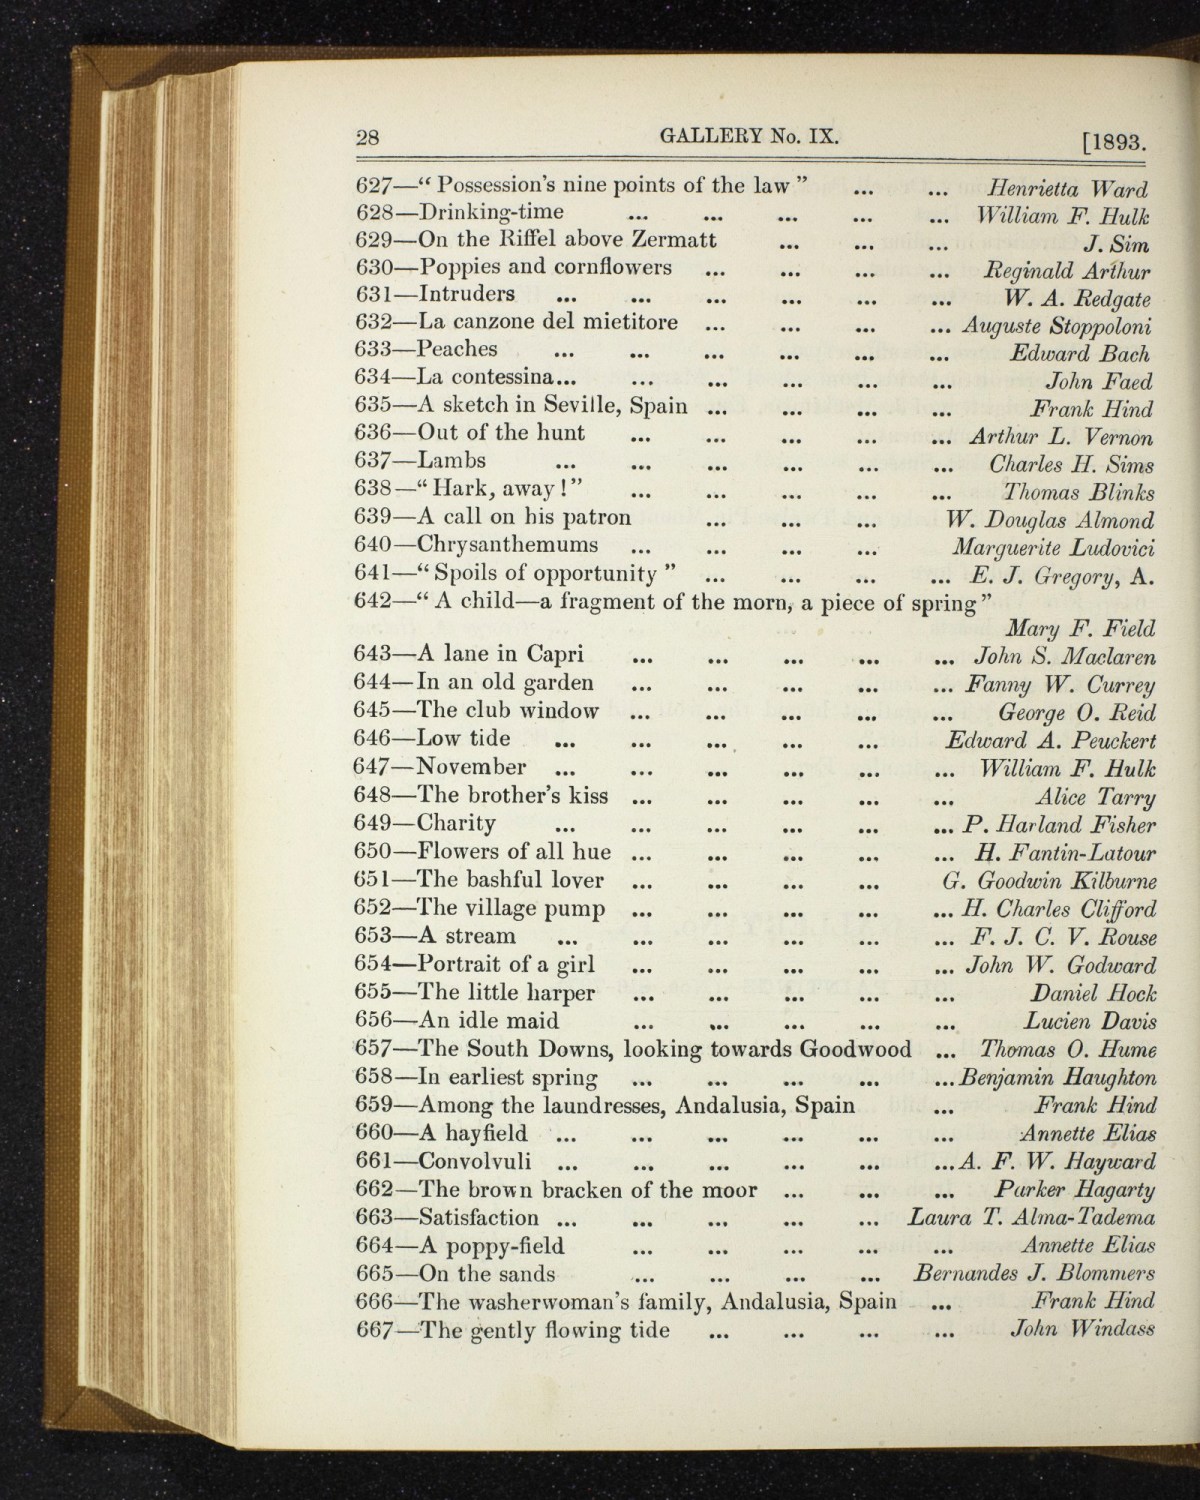 28 GALLERY No. IX. [1893.
627—“ Possession's nine points of the law ” ... ... Henrietta Ward
628—Drinking-time ... ... ... ... ... William F. Hulk
629—On the Riffel above Zermatt ... ... ... J. Sim
630—Poppies and cornflowers ... ... ... ... Reginald Arthur
631—Intruders ... ... ... ... ... ... W. A. Redgate
632—La canzone del mietitore ... ... ... ... Auguste Stoppoloni
633—Peaches ... ... ... ... ... ... Edward Bach
634—La contessina... ... ... ... ... ... John Faed
635—A sketch in Seville, Spain ... ... ... ... Frank Hind
636—Out of the hunt ... ... ... ... ... Arthur L. Vernon
637—Lambs ... ... ... ... ... ... Charles H. Sims
638—“ Hark, away ! ” ... ... ... ... ... Thomas Blinks
639—A call on his patron ... ... ... W. Douglas Almond
640—Chrysanthemums ... ... ... ... Marguerite Ludovici
641—“ Spoils of opportunity ” ... ... ... ... E. J. Gregory, A.
642—“ A child—a fragment of the morn, a piece of spring ”
Mary F. Field
643—A lane in Capri ... ... ... ... ... John S. Maclaren
644—In an old garden ... ... ... ... ... Fanny W. Currey
645—The club window ... ... ... ... ... George O. Reid
646—Low tide ... ... ... ... ... Edward A. Peuckert
647—November ... ... ... ... ... ... William F. Hulk
648—The brother's kiss ... ... ... ... ... Alice Tarry
649—Charity ... ... ... ... ... ... P. Harland Fisher
650—Flowers of all hue ... ... ... ... ... H. Fantin-Latour
651—The bashful lover ... ... ... ... G. Goodwin Kilburne
652—The village pump ... ... ... ... ... H. Charles Clifford
653—A stream ... ... ... ... ... ... F. J. C. V. Rouse
654—Portrait of a girl ... ... ... ... ... John W. Godward
655—The little harper ... ... ... ... ... Daniel Hock
656—An idle maid ... ... ... ... ... Lucien Davis
657—The South Downs, looking towards Goodwood ... Thomas O. Hume
658—In earliest spring ... ... ... ... ... Benjamin Haughton
659—Among the laundresses, Andalusia, Spain ... Frank Hind
660—A hayfield ... ... ... ... ... ... Annette Elias
661—Convolvuli ... ... ... ... ... ... A. F. W. Hayward
662—The brown bracken of the moor ... ... ... Parker Hagarty
663—Satisfaction ... ... ... ... ... Laura T. Alma-Tadema
664—A poppy-field ... ... ... ... ... Annette Elias
665—On the sands ... ... ... ... Bernandes J. Blommers
666—The washerwoman's family, Andalusia, Spain ... Frank Hind
667—The gently flowing tide ... ... ... ... John Windass